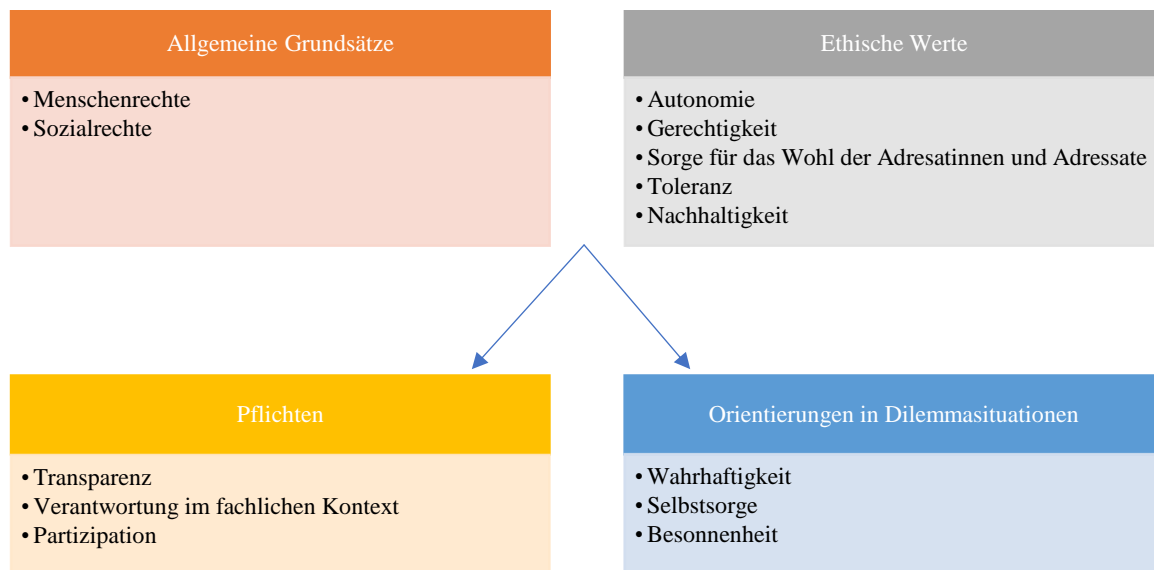 Allgemeine Grundsätze
• Menschenrechte
• Sozialrechte
Ethische Werte
• Autonomie
• Gerechtigkeit
• Sorge für das Wohl der Adresatinnen und Adressate
• Toleranz
• Nachhaltigkeit
Pflichten
• Transparenz
• Verantwortung im fachlichen Kontext
• Partizipation
Orientierungen in Dilemmasituationen
• Wahrhaftigkeit
• Selbstsorge
• Besonnenheit